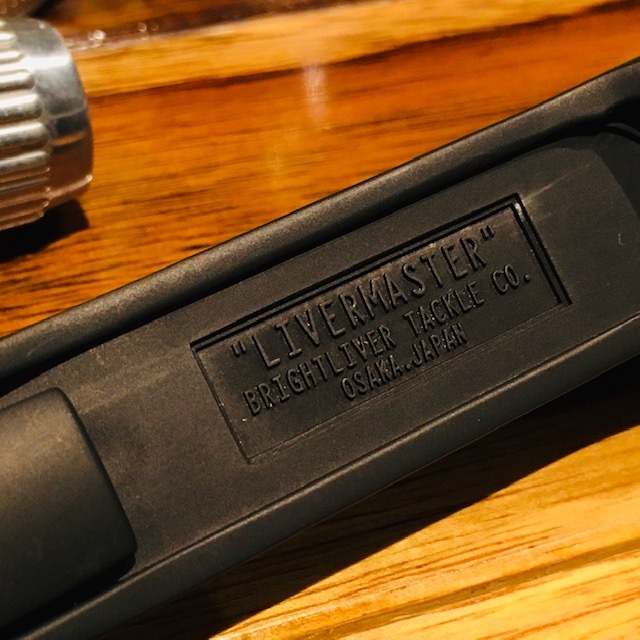 "LIVERMASTER"
BRIGHTLIVER TACKLE CO.
OSAKA.JAPAN